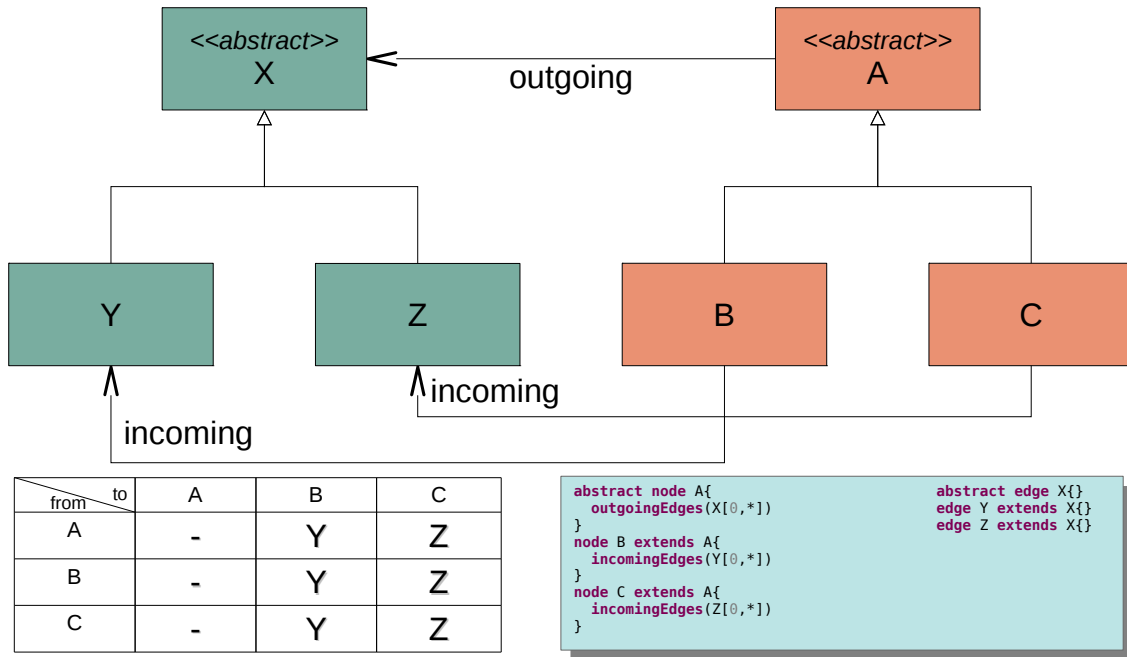 <<abstract>>
X
<<abstract>>
A
outgoing
Y
Z
B
C
incoming
incoming
from to A B C
A - Y Z
B - Y Z
C - Y Z
abstract node A{
outgoingEdges(X[0,*])
}
node B extends A{
incomingEdges(Y[0,*])
}
node C extends A{
incomingEdges(Z[0,*])
}
abstract edge X{}
edge Y extends X{}
edge Z extends X{}